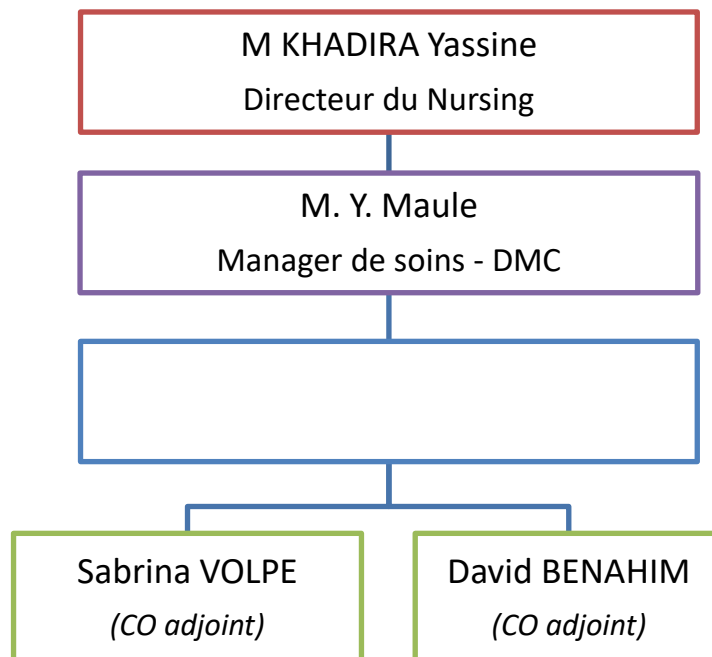 M KHADIRA Yassine
Directeur du Nursing
M. Y. Maule
Manager de soins - DMC
Sabrina VOLPE
(CO adjoint)
David BENAHIM
(CO adjoint)